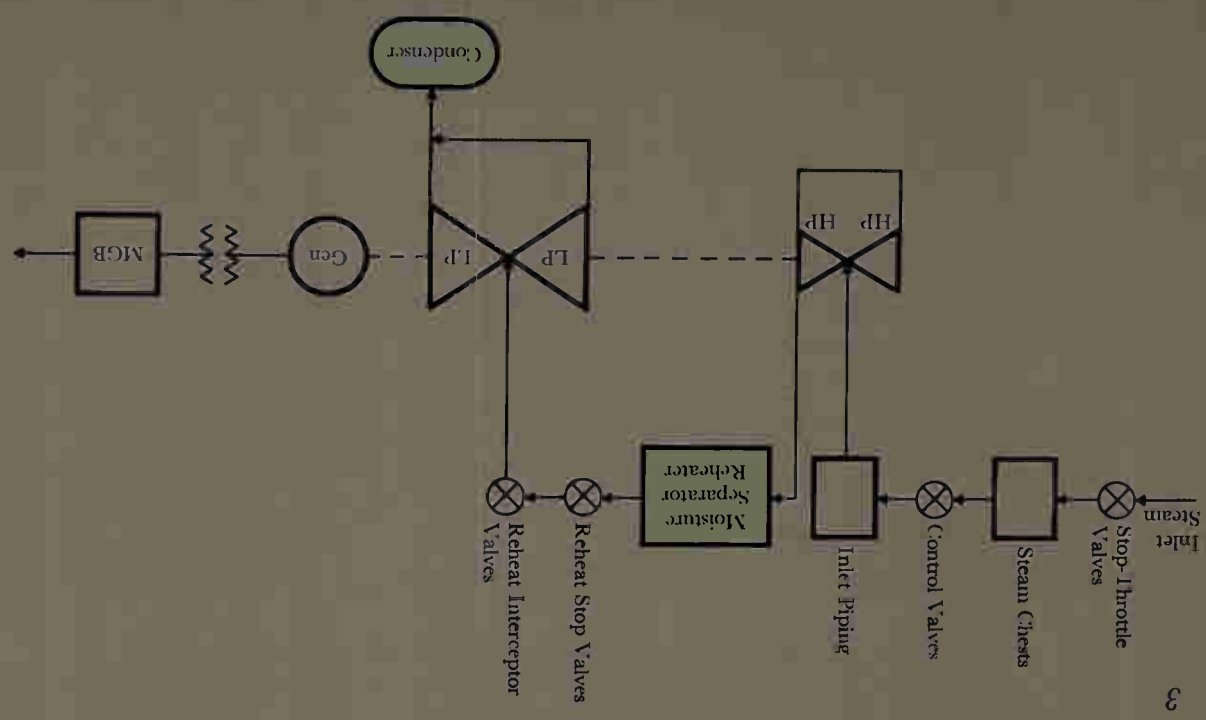 3
Inlet
Steam
Stop-Throttle
Valves
Steam Chests
Control Valves
Inlet Piping
Moisture
Separator
Reheater
Reheat Stop Valves
Reheat Interceptor
Valves
HP
HP
LP
LP
Gen
MGB
Condenser